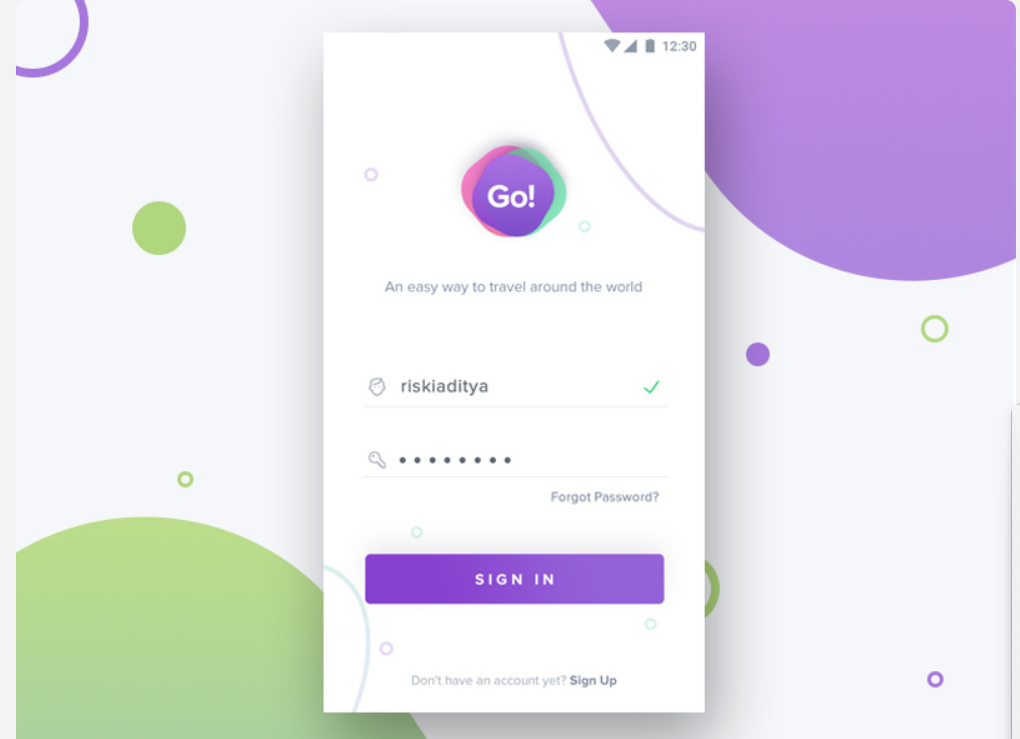 12:30
Go!
An easy way to travel around the world
riskiaditya
••••••••
Forgot Password?
SIGN IN
Don't have an account yet? Sign Up